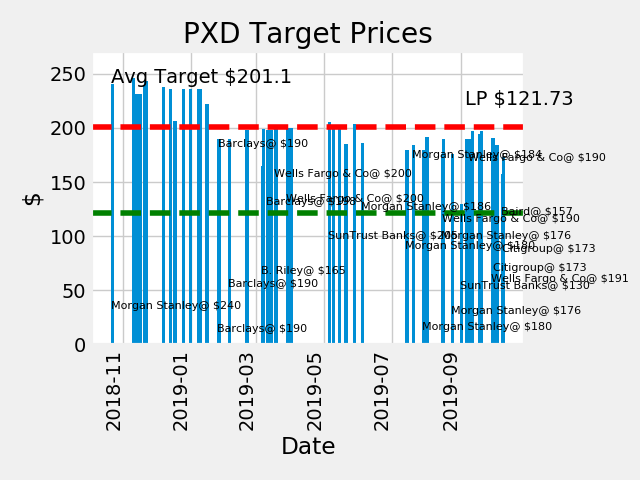 PXD Target Prices
Avg Target $201.1
LP $121.73
Barclays@ $190
Morgan Stanley@ $184
Wells Fargo & Co@ $190
Wells Fargo & Co@ $200
Wells Fargo & Co@ $200
Barclays@ $198
Morgan Stanley@ $186
Baird@ $157
Wells Fargo & Co@ $190
SunTrust Banks@ $205
Morgan Stanley@ $176
Morgan Stanley@ $180
Citigroup@ $173
B. Riley@ $165
Citigroup@ $173
Barclays@ $190
Wells Fargo & Co@ $191
SunTrust Banks@ $130
Morgan Stanley@ $240
Morgan Stanley@ $176
Barclays@ $190
Morgan Stanley@ $180
250
200
150
100
50
0
$
2018-11
2019-01
2019-03
2019-05
2019-07
2019-09
Date